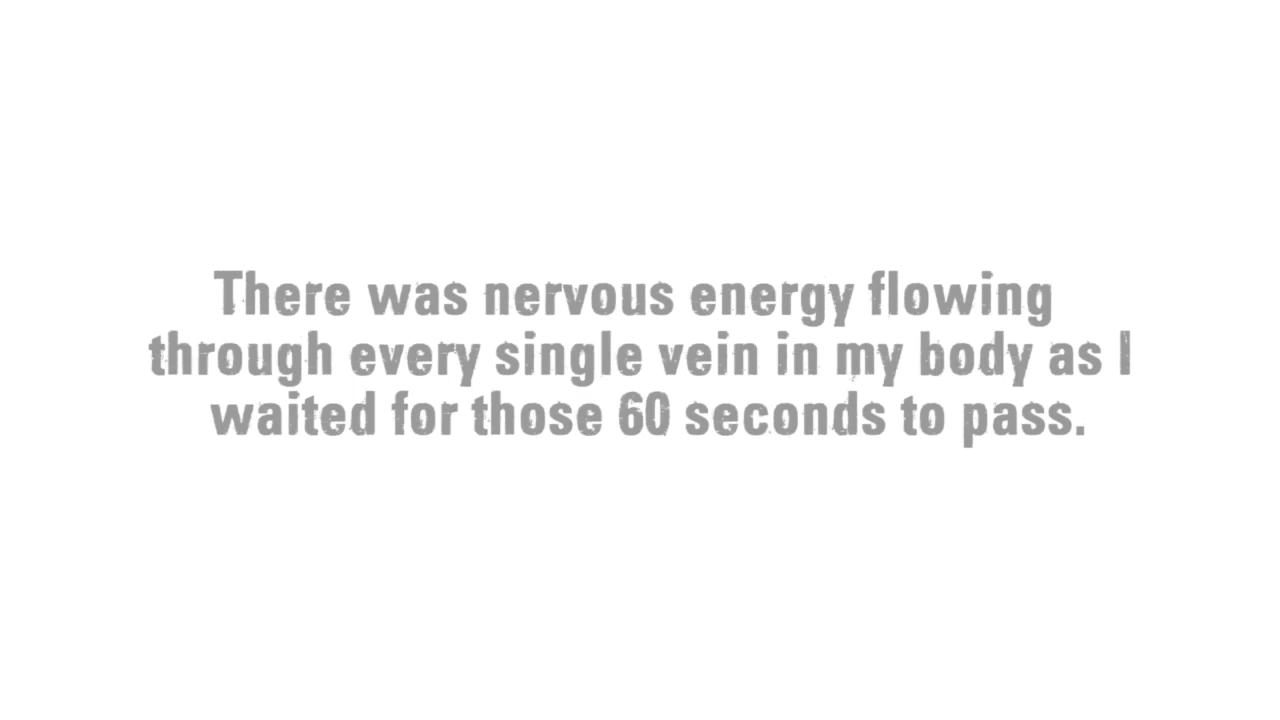 There was nervous energy flowing
through every single vein in my body as I
waited for those 60 seconds to pass.